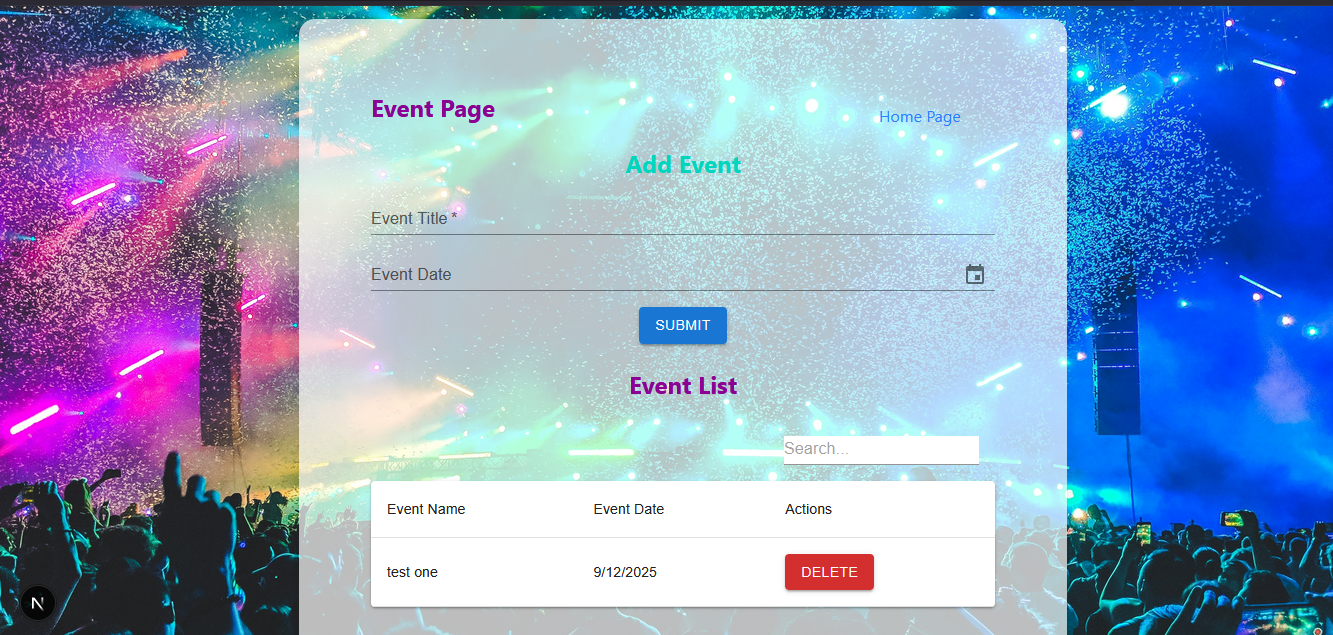 Event Page
Home Page
Add Event
Event Title *
Event Date
SUBMIT
Event List
Search...
Event Name Event Date Actions
test one 9/12/2025 DELETE
N